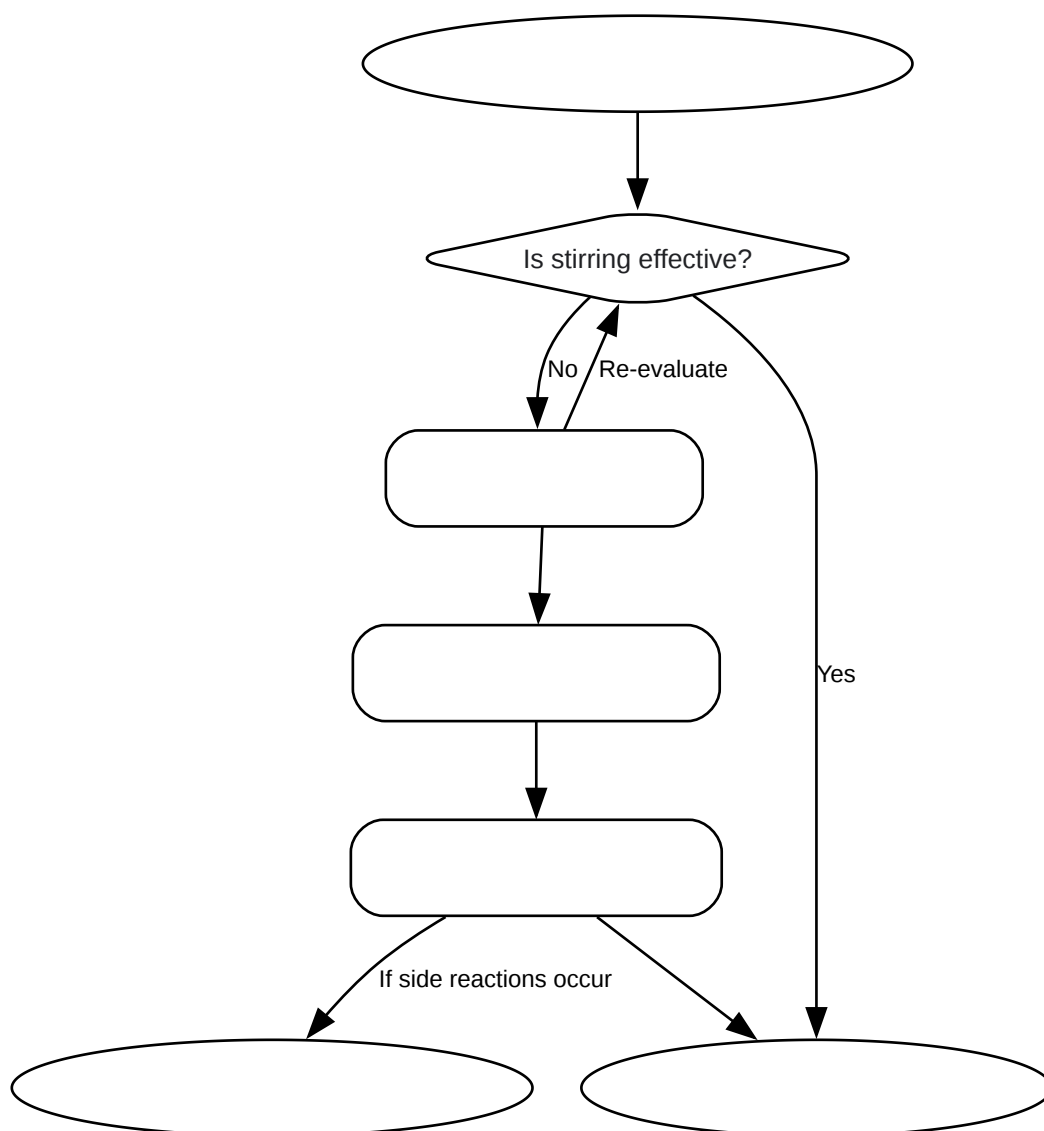 Is stirring effective?
No
Re-evaluate
Yes
If side reactions occur